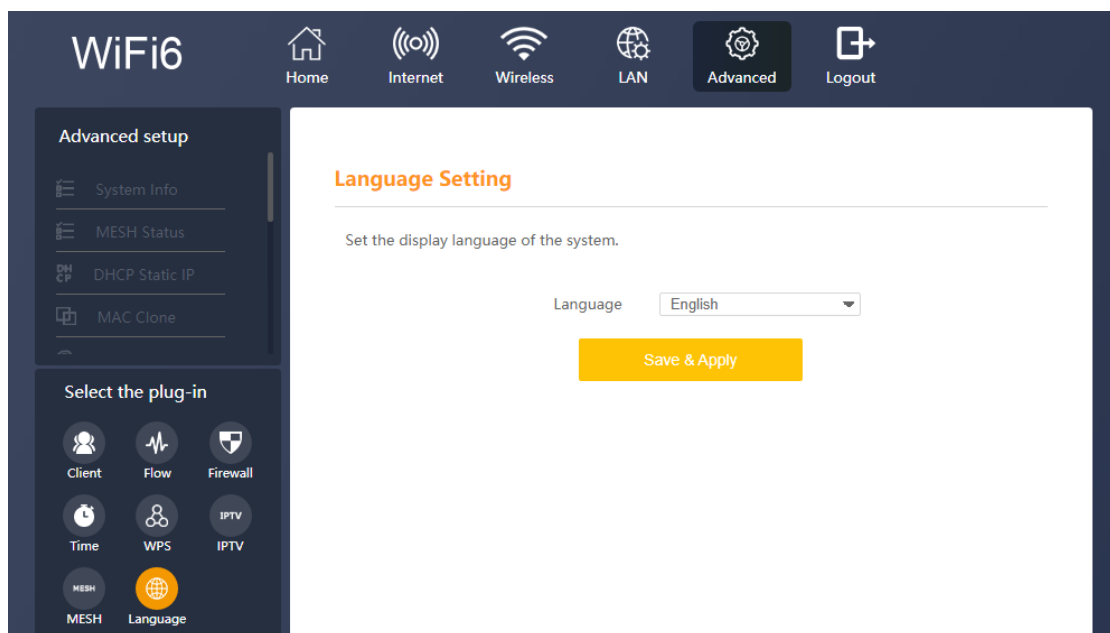 WiFi6
Home
Internet
Wireless
LAN
Advanced
Logout
Advanced setup
System Info
MESH Status
DHCP Static IP
MAC Clone
Select the plug-in
Client
Flow
Firewall
Time
WPS
IPTV
IPTV
MESH
MESH
Language
Language Setting
Set the display language of the system.
Language English
Save & Apply